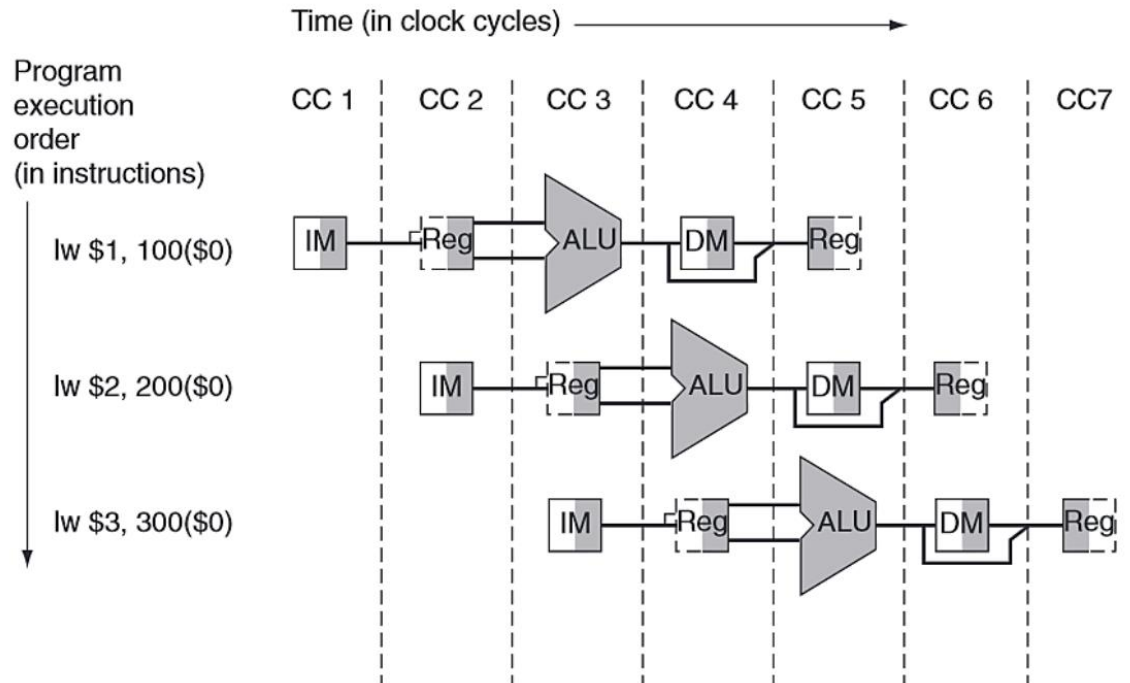 Time (in clock cycles)
Program
execution
order
(in instructions)
CC 1 CC 2 CC 3 CC 4 CC 5 CC 6 CC7
lw $1, 100($0) IM Reg ALU DM Reg
lw $2, 200($0) IM Reg ALU DM Reg
lw $3, 300($0) IM Reg ALU DM Reg